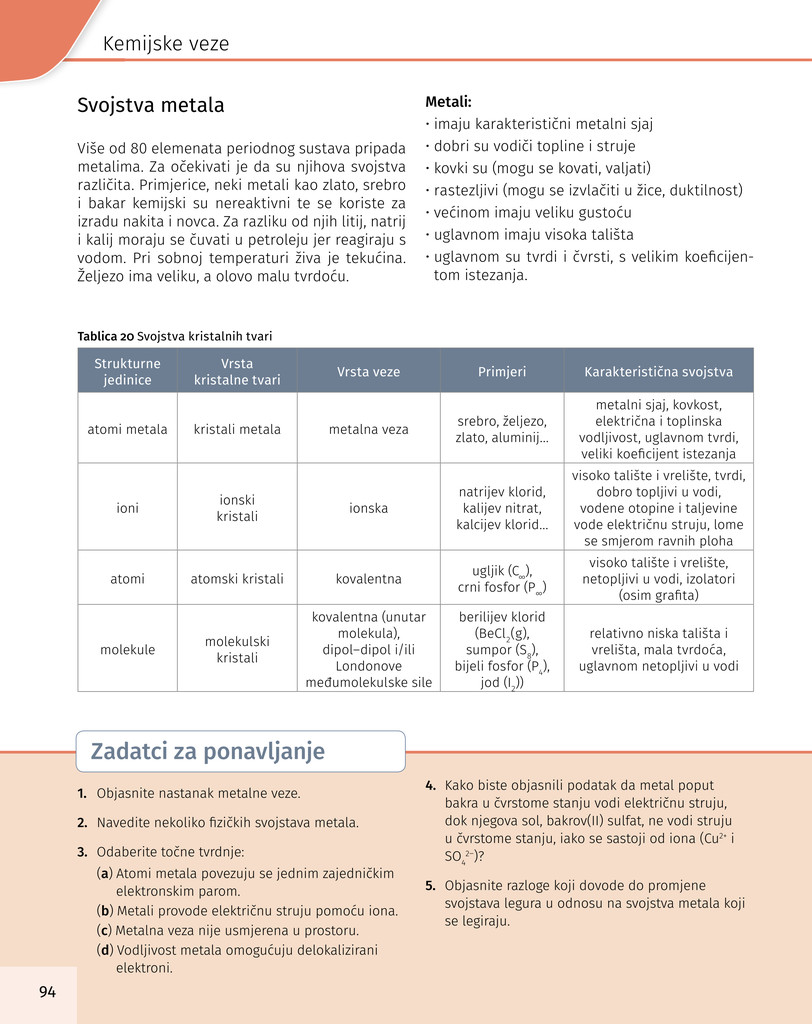 Kemijske veze
Svojstva metala
Više od 80 elemenata periodnog sustava pripada
metalima. Za očekivati je da su njihova svojstva
različita. Primjerice, neki metali kao zlato, srebro
i bakar kemijski su nereaktivni te se koriste za
izradu nakita i novca. Za razliku od njih litij, natrij
i kalij moraju se čuvati u petroleju jer reagiraju s
vodom. Pri sobnoj temperaturi živa je tekućina.
Željezo ima veliku, a olovo malu tvrdoću.
Metali:
• imaju karakteristični metalni sjaj
• dobri su vodiči topline i struje
• kovki su (mogu se kovati, valjati)
• rastezljivi (mogu se izvlačiti u žice, duktilnost)
• većinom imaju veliku gustoću
• uglavnom imaju visoka tališta
• uglavnom su tvrdi i čvrsti, s velikim koeficijen-
tom istezanja.
Tablica 20 Svojstva kristalnih tvari
Strukturne
jedinice
Vrsta
kristalne tvari
Vrsta veze
Primjeri
Karakteristična svojstva
atomi metala
kristali metala
metalna veza
srebro, željezo,
zlato, aluminij...
metalni sjaj, kovkost,
električna i toplinska
vodljivost, uglavnom tvrdi,
veliki koeficijent istezanja
ioni
ionski
kristali
ionska
natrijev klorid,
kalijev nitrat,
kalcijev klorid...
visoko talište i vrelište, tvrdi,
dobro topljivi u vodi,
vodene otopine i taljevine
vode električnu struju, lome
se smjerom ravnih ploha
atomi
atomski kristali
kovalentna
ugljik (C∞),
crni fosfor (P∞)
visoko talište i vrelište,
netopljivi u vodi, izolatori
(osim grafita)
molekule
molekulski
kristali
kovalentna (unutar
molekula),
dipol–dipol i/ili
Londonove
međumolekulske sile
berilijev klorid
(BeCl₂(g),
sumpor (S₈),
bijeli fosfor (P₄),
jod (I₂))
relativno niska tališta i
vrelišta, mala tvrdoća,
uglavnom netopljivi u vodi
Zadatci za ponavljanje
1. Objasnite nastanak metalne veze.
2. Navedite nekoliko fizičkih svojstava metala.
3. Odaberite točne tvrdnje:
(a) Atomi metala povezuju se jednim zajedničkim
elektronskim parom.
(b) Metali provode električnu struju pomoću iona.
(c) Metalna veza nije usmjerena u prostoru.
(d) Vodljivost metala omogućuju delokalizirani
elektroni.
4. Kako biste objasnili podatak da metal poput
bakra u čvrstome stanju vodi električnu struju,
dok njegova sol, bakrov(II) sulfat, ne vodi struju
u čvrstome stanju, iako se sastoji od iona (Cu²⁺ i
SO₄²⁻)?
5. Objasnite razloge koji dovode do promjene
svojstava legura u odnosu na svojstva metala koji
se legiraju.
94